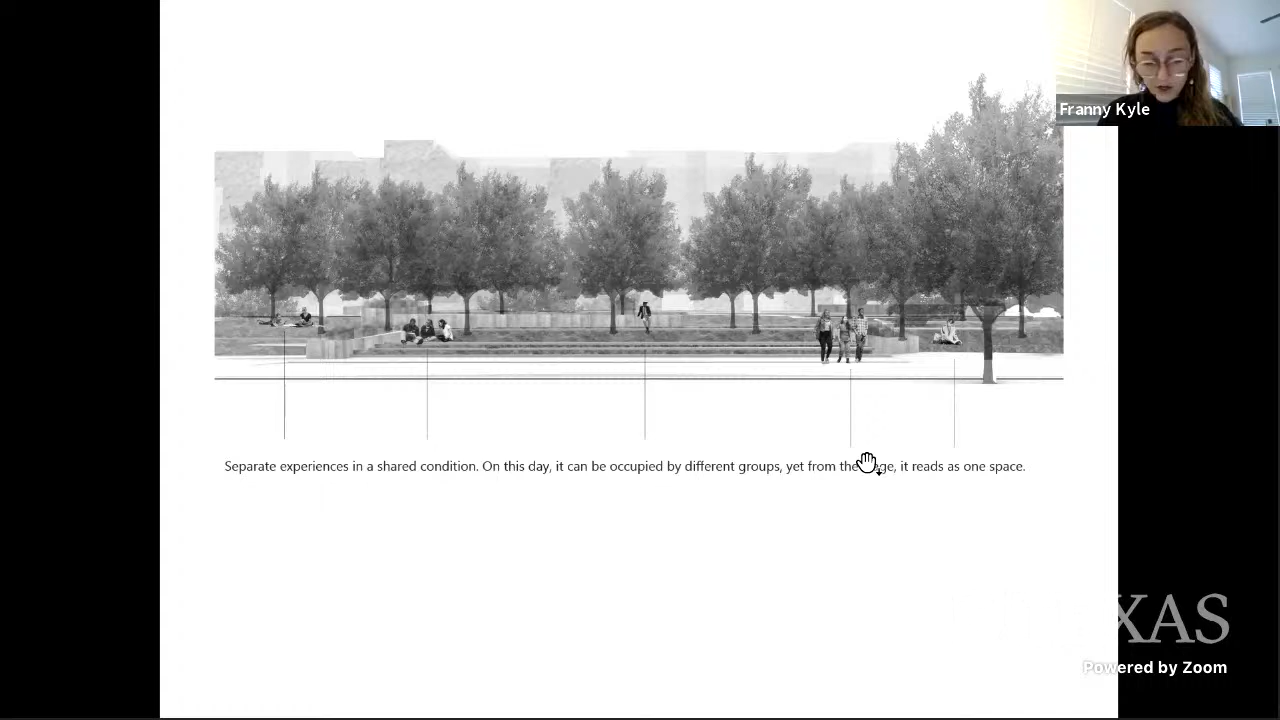 Franny Kyle
Separate experiences in a shared condition. On this day, it can be occupied by different groups, yet from the it reads as one space.
XAS
Powered by Zoom